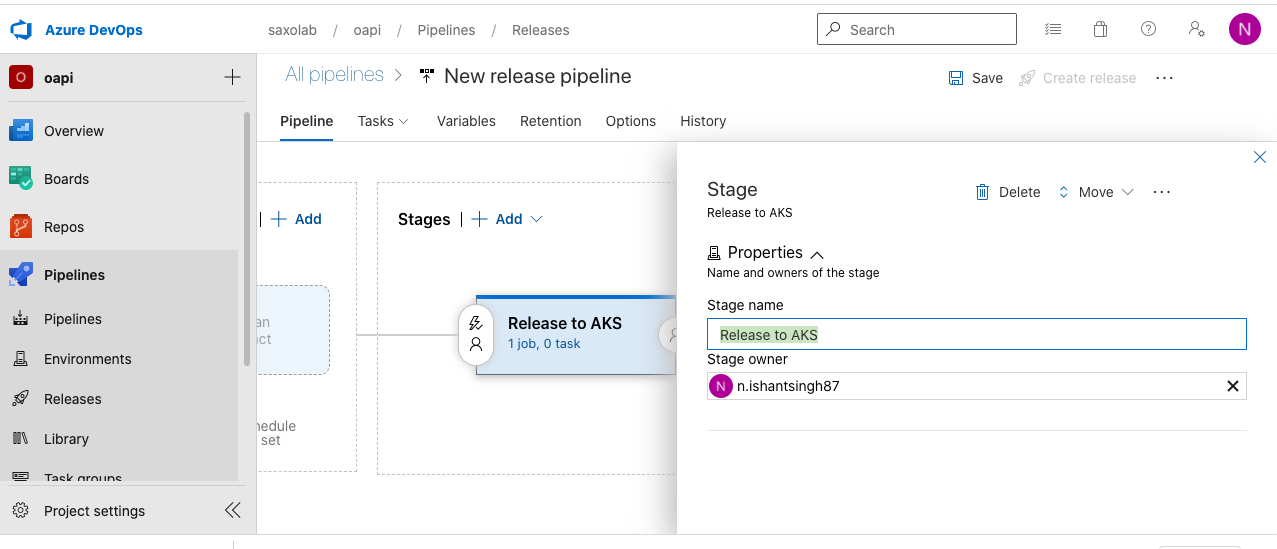 Azure DevOps
saxolab / oapi / Pipelines / Releases
Search
N
O oapi
Overview
Boards
Repos
Pipelines
Pipelines
Environments
Releases
Library
Task groups
Project settings
All pipelines > New release pipeline
Save Create release ...
Pipeline Tasks Variables Retention Options History
| + Add
Stages | + Add
hedule
set
Release to AKS
1 job, 0 task
Stage
Release to AKS
Delete Move ...
Properties
Name and owners of the stage
Stage name
Release to AKS
Stage owner
N n.ishantsingh87